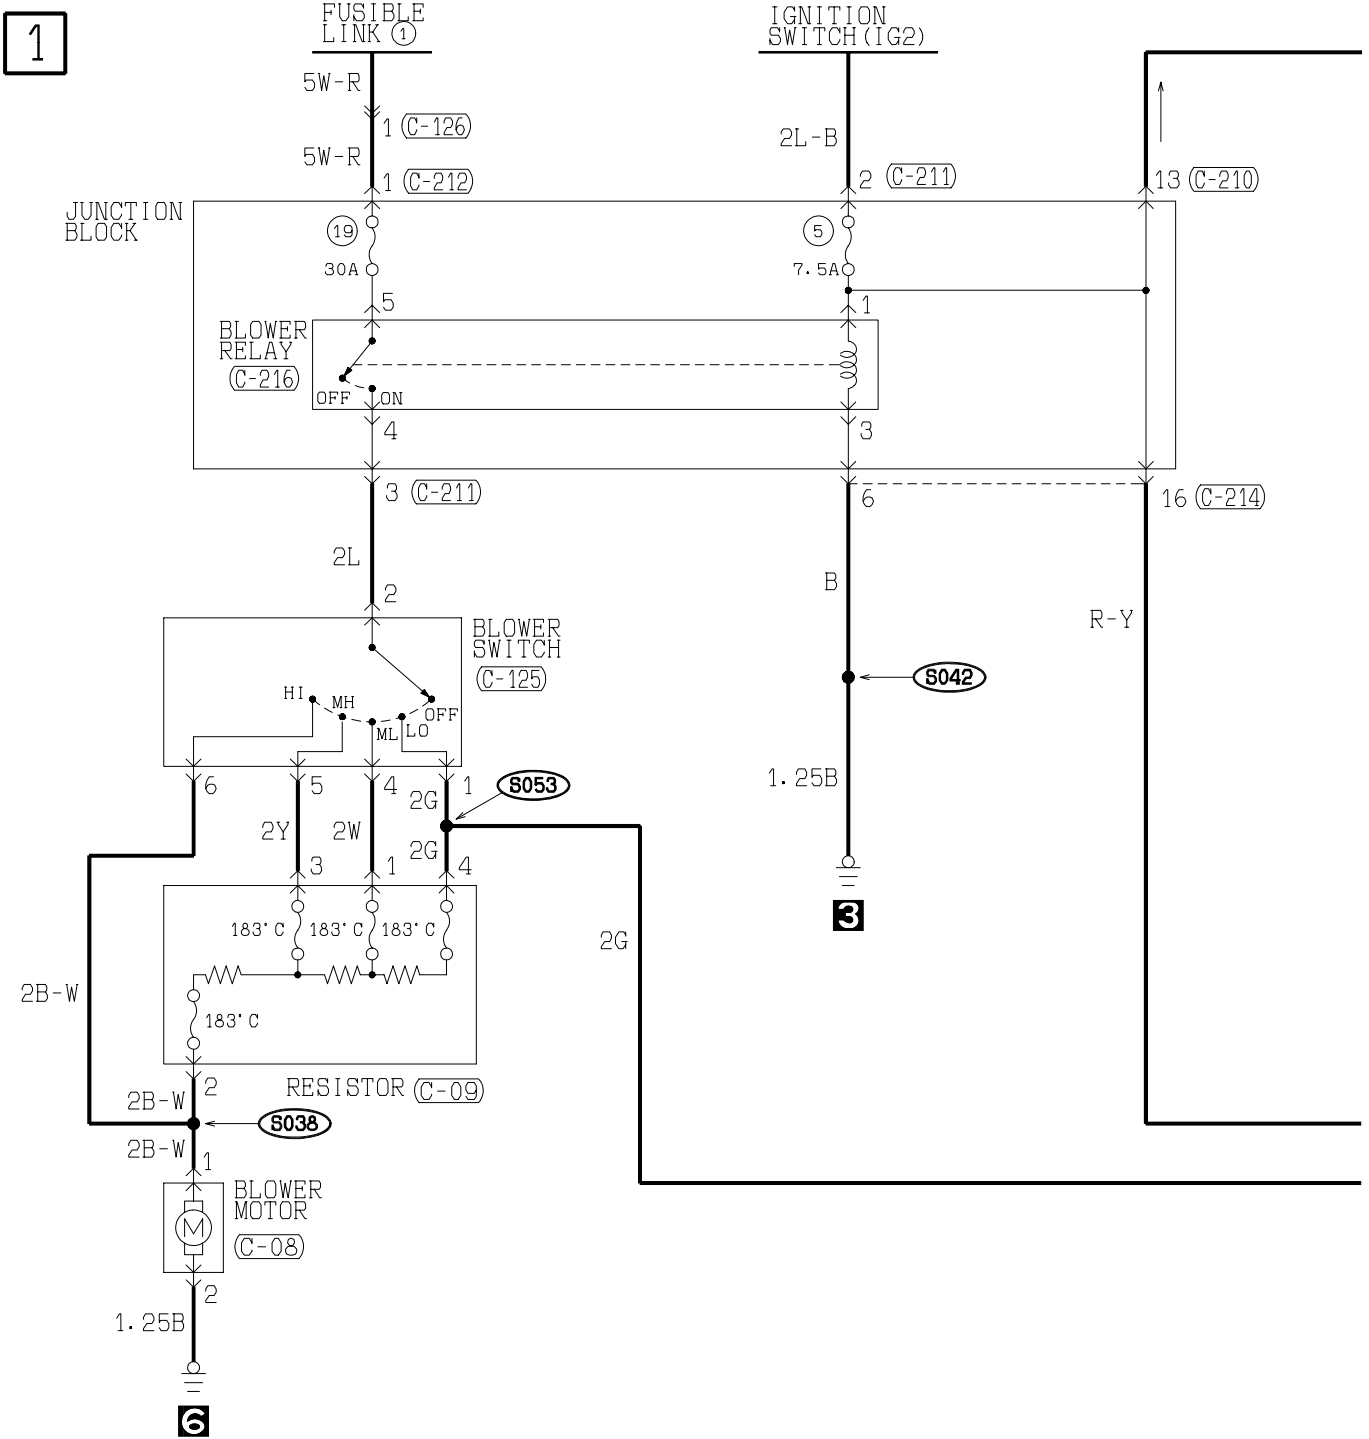 1
FUSIBLE
LINK 1
IGNITION
SWITCH(IG2)
5W-R
1 C-126
2L-B
5W-R
1 C-212
2 C-211
13 C-210
JUNCTION
BLOCK
19
30A
5
7.5A
5
1
BLOWER
RELAY
C-216
OFF
ON
4
3
3 C-211
6
16 C-214
2L
2
B
R-Y
BLOWER
SWITCH
C-125
S042
HI
MH
ML
LO
OFF
6
5
4
1
S053
1.25B
2G
2Y
2W
2G
3
1
4
3
183°C
183°C
183°C
2G
2B-W
183°C
2
RESISTOR C-09
2B-W
S038
2B-W
1
BLOWER
MOTOR
C-08
M
2
1.25B
6